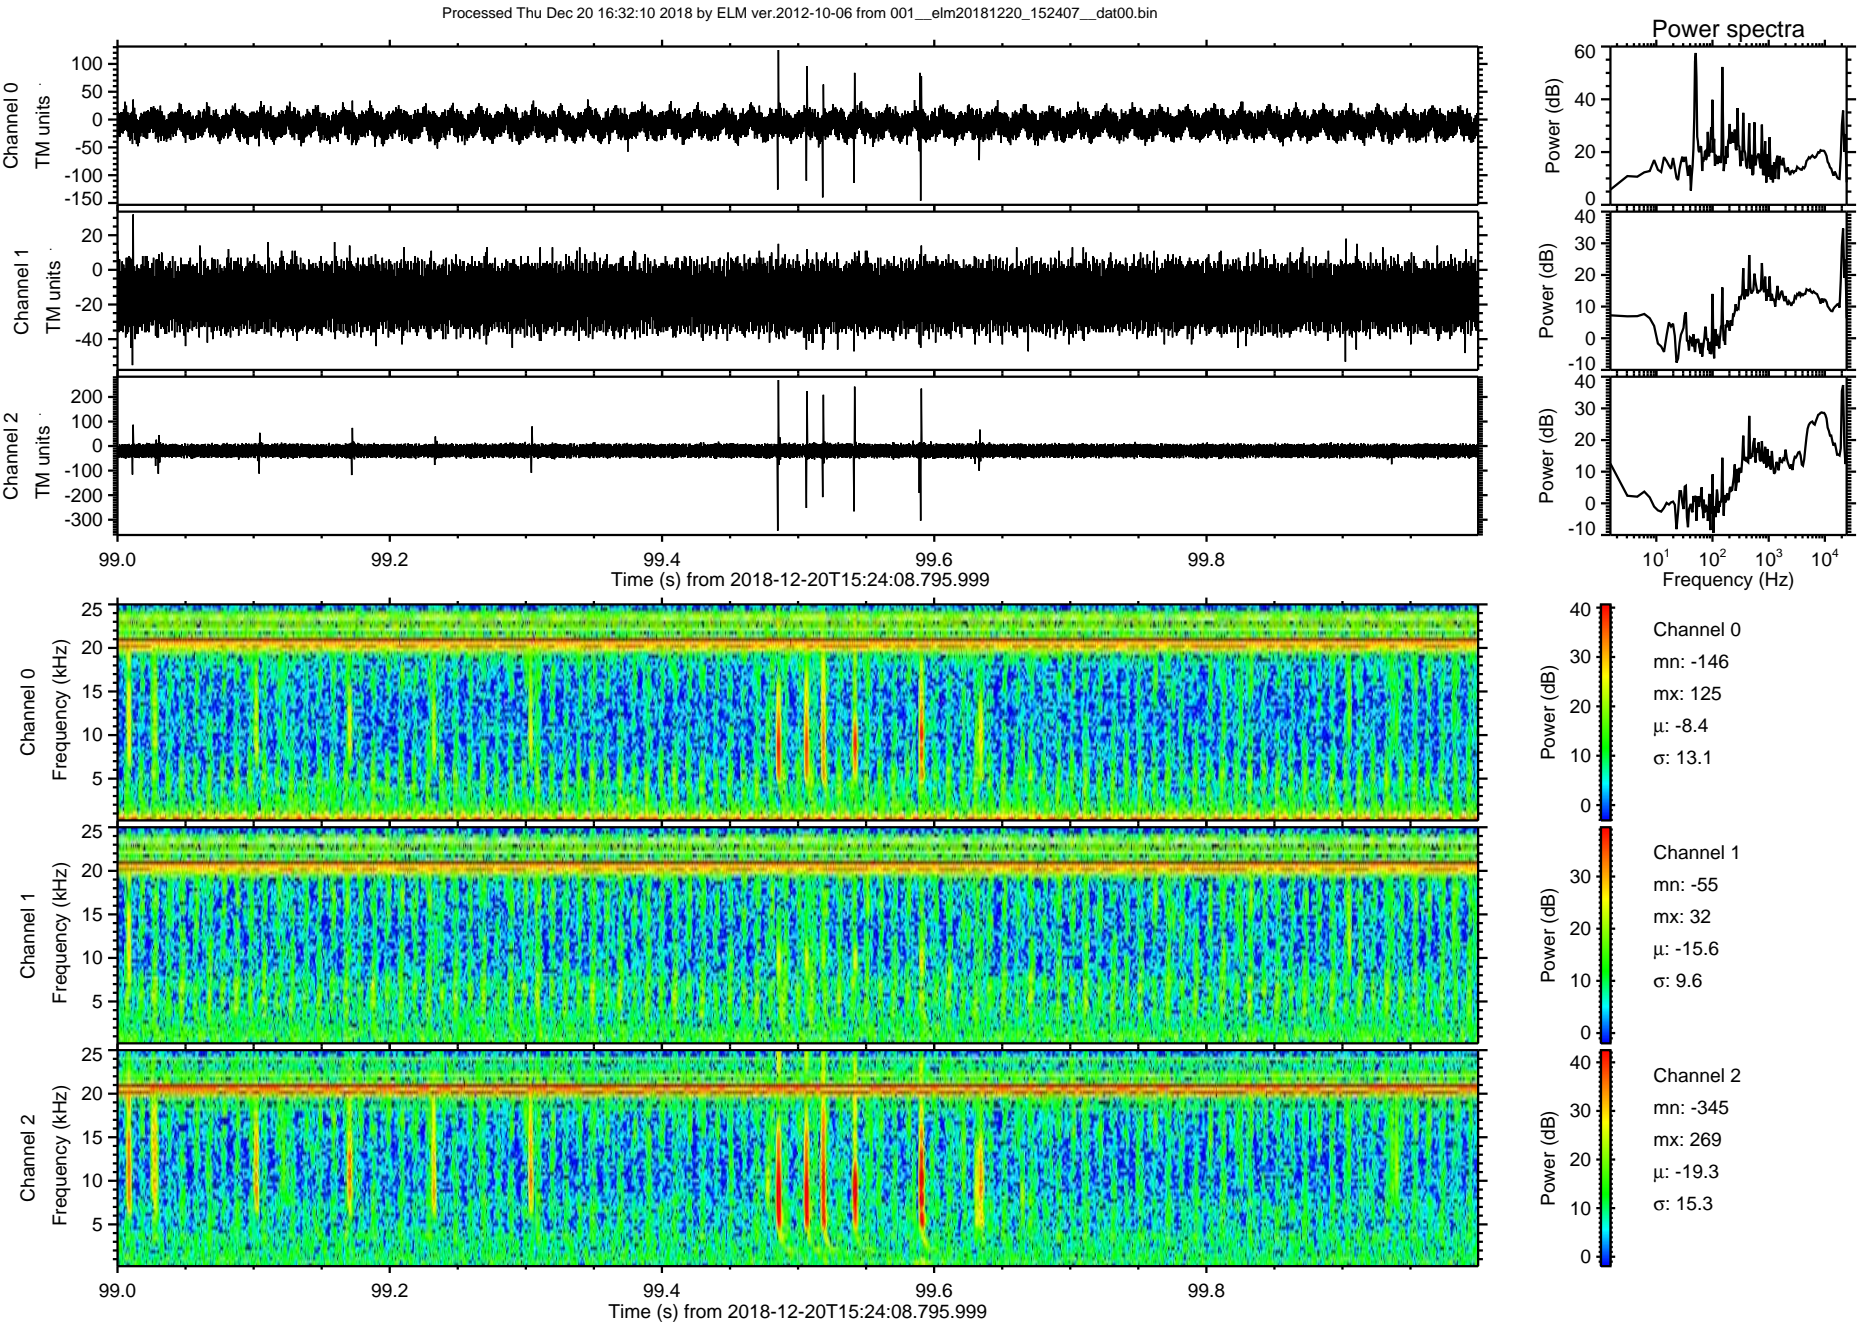 Processed Thu Dec 20 16:32:10 2018 by ELM ver.2012-10-06 from 001__elm20181220_152407__dat00.bin
Power spectra
Channel 0
TM units
100
50
0
-50
-100
-150
Power (dB)
60
40
20
0
Channel 1
TM units
20
0
-20
-40
Power (dB)
40
30
20
10
0
-10
Channel 2
TM units
200
100
0
-100
-200
-300
Power (dB)
40
30
20
10
0
-10
99.0 99.2 99.4 99.6 99.8
Time (s) from 2018-12-20T15:24:08.795.999
10¹ 10² 10³ 10⁴
Frequency (Hz)
Channel 0
Frequency (kHz)
25
20
15
10
5
Power (dB)
40
30
20
10
0
Channel 0
mn: -146
mx: 125
μ: -8.4
σ: 13.1
Channel 1
Frequency (kHz)
25
20
15
10
5
Power (dB)
30
20
10
0
Channel 1
mn: -55
mx: 32
μ: -15.6
σ: 9.6
Channel 2
Frequency (kHz)
25
20
15
10
5
Power (dB)
40
30
20
10
0
Channel 2
mn: -345
mx: 269
μ: -19.3
σ: 15.3
99.0 99.2 99.4 99.6 99.8
Time (s) from 2018-12-20T15:24:08.795.999